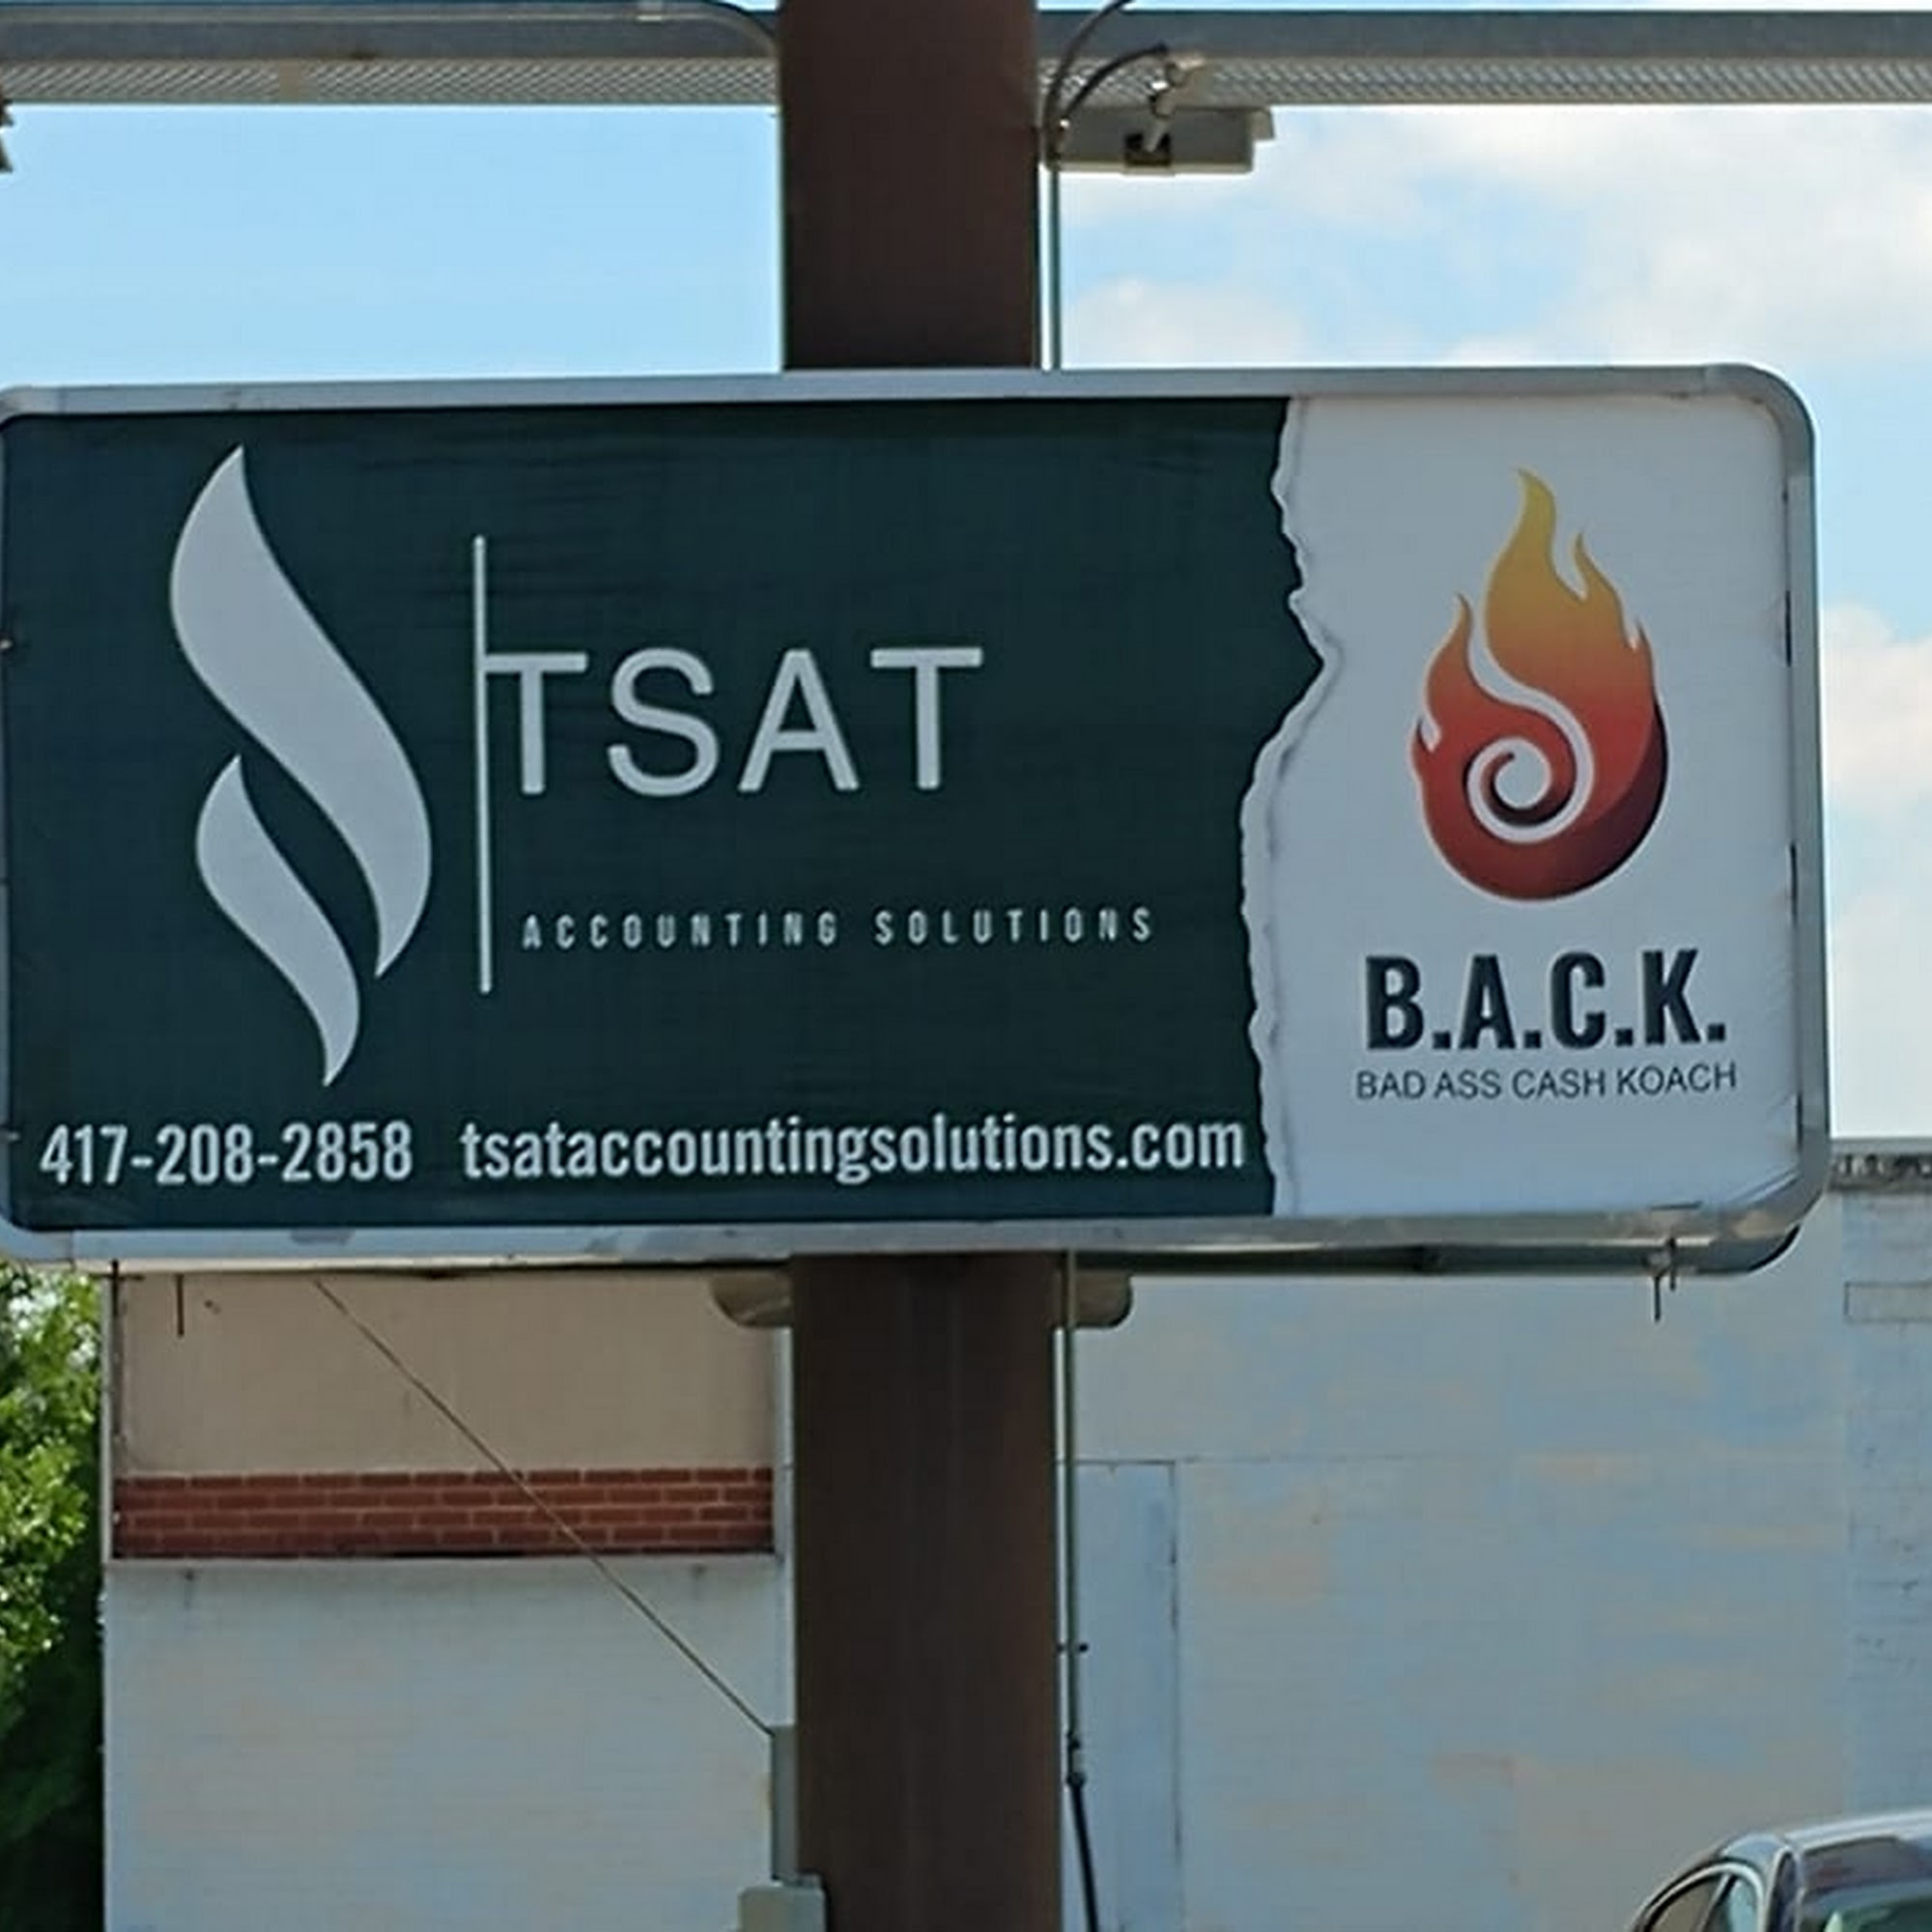 TSAT
ACCOUNTING SOLUTIONS
417-208-2858 tsataccountingsolutions.com
B.A.C.K.
BAD ASS CASH KOACH